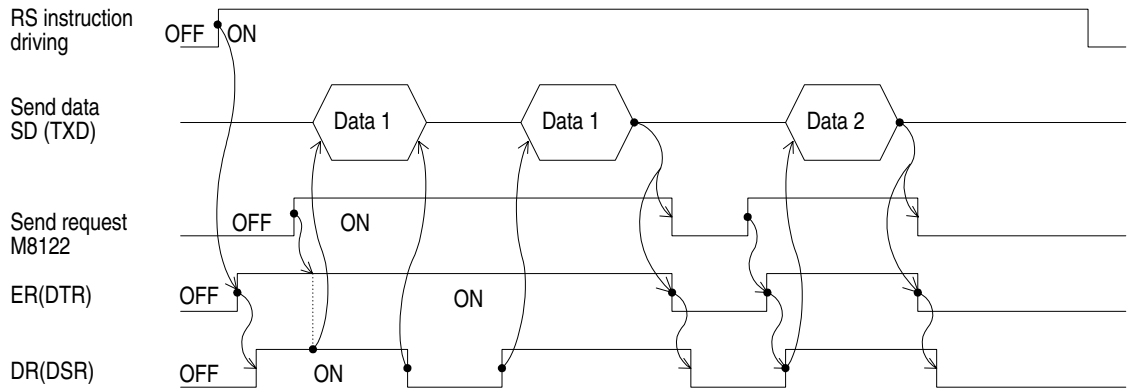 RS instruction
driving
OFF ON
Send data
SD (TXD)
Data 1
Data 1
Data 2
Send request
M8122
OFF
ON
ER(DTR)
OFF
ON
DR(DSR)
OFF
ON